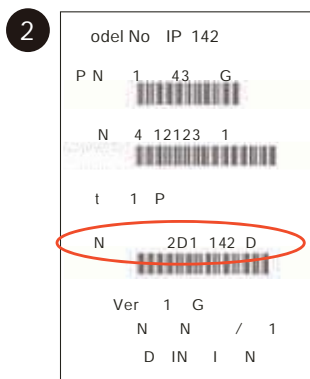 2
odel No IP 142
P N 1 43 G
N 4 12123 1
t 1 P
N 2D1 142 D
Ver 1 G
N N / 1
D IN I N